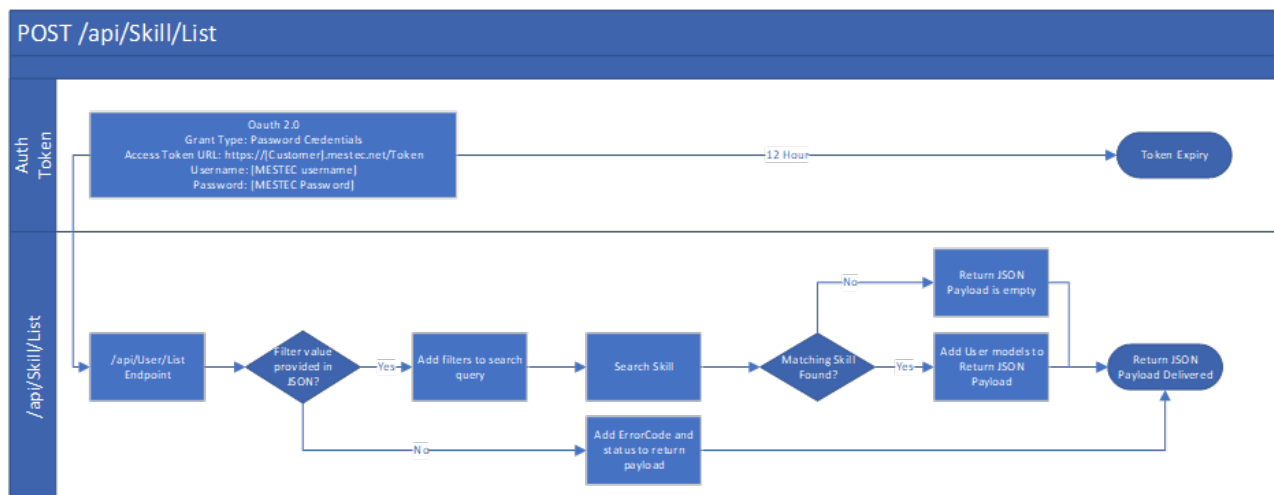 POST /api/Skill/List
Auth
Token
Oauth 2.0
Grant Type: Password Credentials
Access Token URL: https://[Customer].mestec.net/Token
Username: [MESTEC username]
Password: [MESTEC Password]
12 Hour
Token Expiry
/api/Skill/List
/api/User/List
Endpoint
Filter value
provided in
JSON?
Yes
Add filters to search
query
Search Skill
Matching Skill
Found?
No
Return JSON
Payload is empty
Yes
Add User models to
Return JSON
Payload
Return JSON
Payload Delivered
No
Add ErrorCode and
status to return
payload